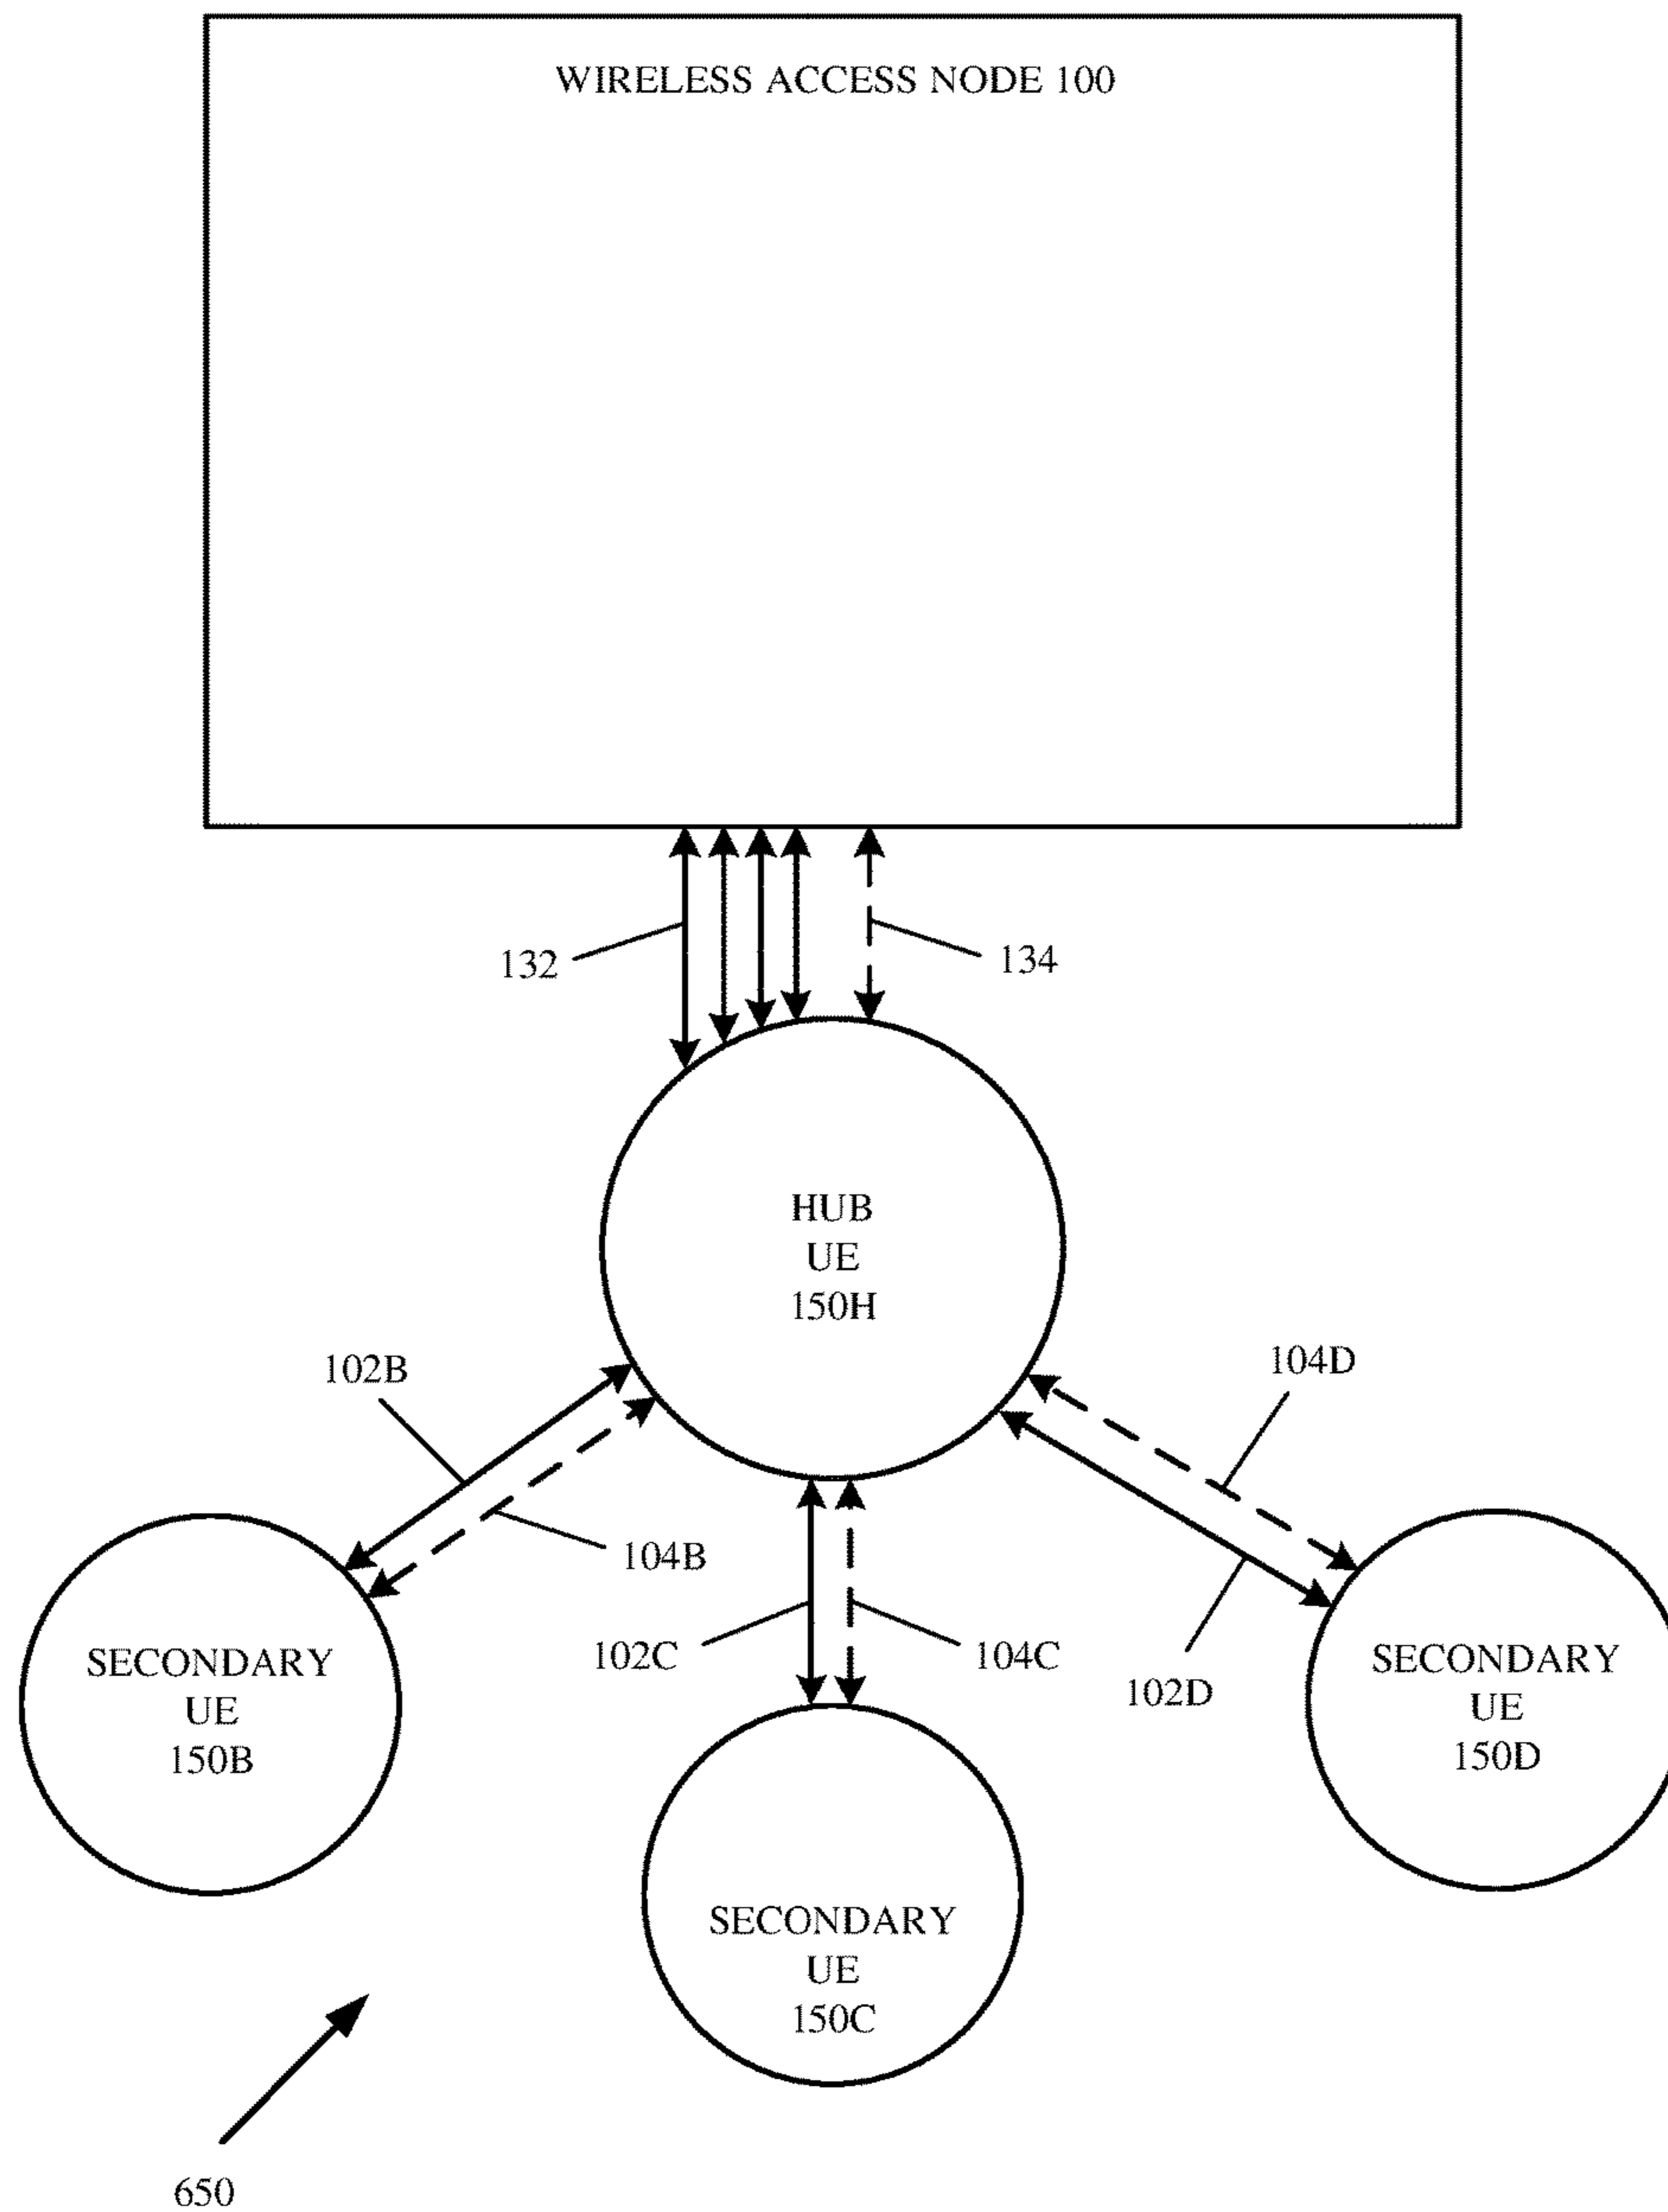 WIRELESS ACCESS NODE 100
132
134
HUB
UE
150H
102B
104D
104B
102C
104C
102D
SECONDARY
UE
150B
SECONDARY
UE
150D
SECONDARY
UE
150C
650